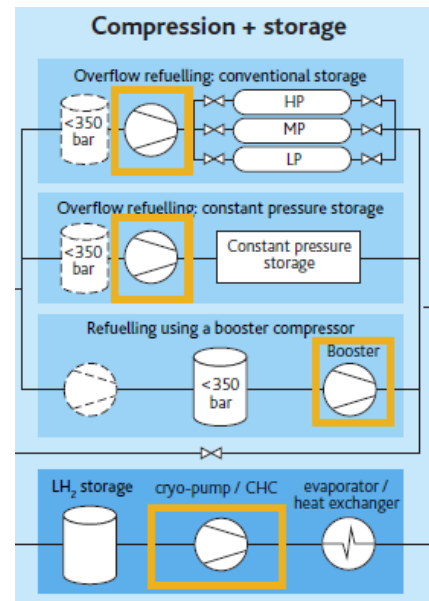 Compression + storage
Overflow refuelling: conventional storage
<350
bar
HP
MP
LP
Overflow refuelling: constant pressure storage
<350
bar
Constant pressure
storage
Refuelling using a booster compressor
Booster
<350
bar
LH₂ storage
cryo-pump / CHC
evaporator /
heat exchanger